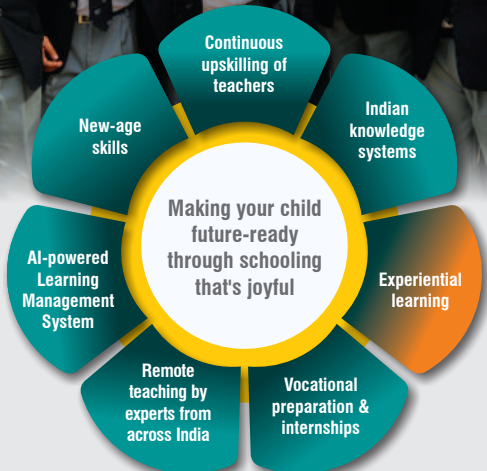 Continuous
upskilling of
teachers
Indian
knowledge
systems
Experiential
learning
Vocational
preparation &
internships
Remote
teaching by
experts from
across India
AI-powered
Learning
Management
System
New-age
skills
Making your child
future-ready
through schooling
that's joyful